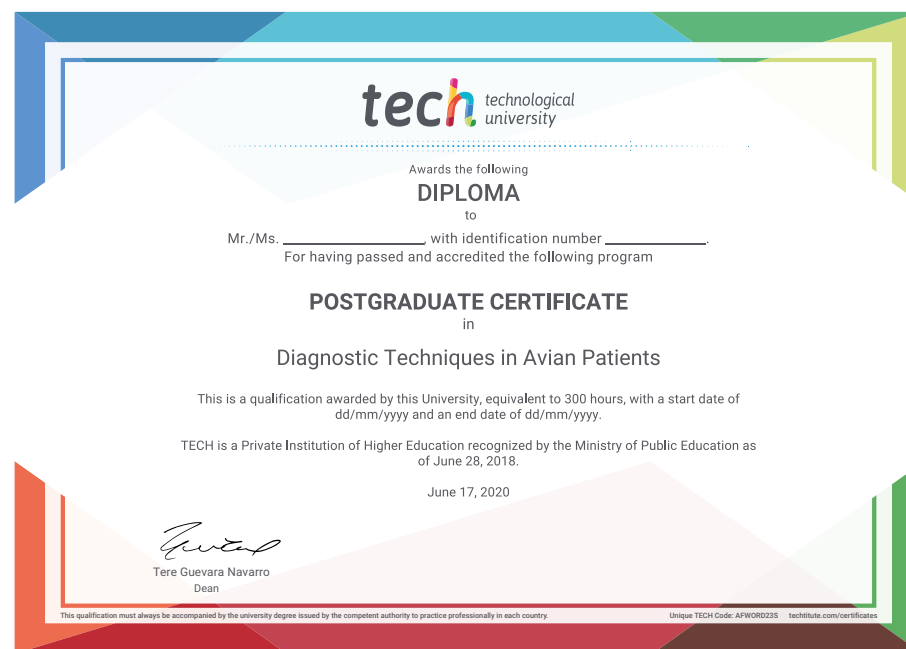 tech technological
university
Awards the following
DIPLOMA
to
Mr./Ms. ____________________, with identification number ______________.
For having passed and accredited the following program
POSTGRADUATE CERTIFICATE
in
Diagnostic Techniques in Avian Patients
This is a qualification awarded by this University, equivalent to 300 hours, with a start date of
dd/mm/yyyy and an end date of dd/mm/yyyy.
TECH is a Private Institution of Higher Education recognized by the Ministry of Public Education as
of June 28, 2018.
June 17, 2020
Tere Guevara Navarro
Dean
This qualification must always be accompanied by the university degree issued by the competent authority to practice professionally in each country. Unique TECH Code: AFWORD23S techtitute.com/certificates